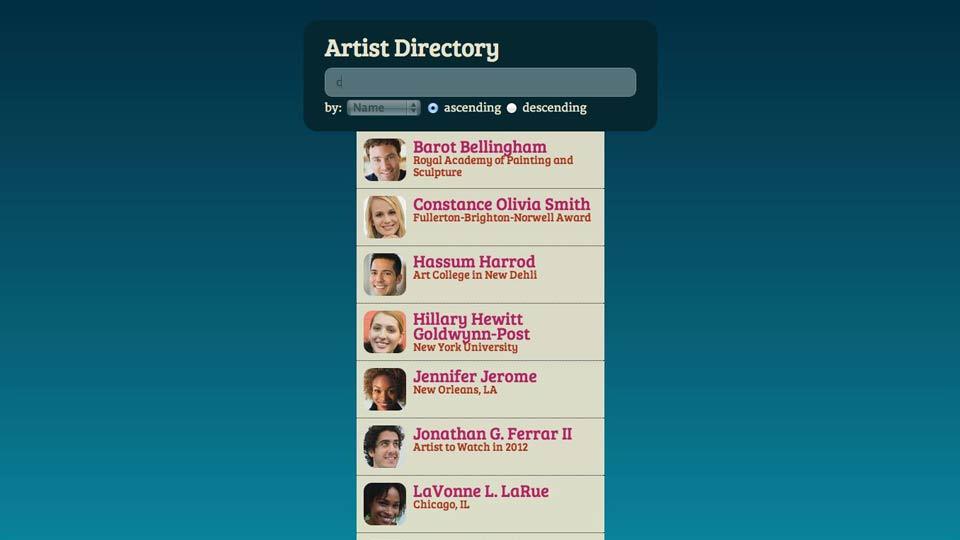 Artist Directory
c
by: Name ascending descending
Barot Bellingham
Royal Academy of Painting and
Sculpture
Constance Olivia Smith
Fullerton-Brighton-Norwell Award
Hassum Harrod
Art College in New Dehli
Hillary Hewitt
Goldwynn-Post
New York University
Jennifer Jerome
New Orleans, LA
Jonathan G. Ferrar II
Artist to Watch in 2012
LaVonne L. LaRue
Chicago, IL